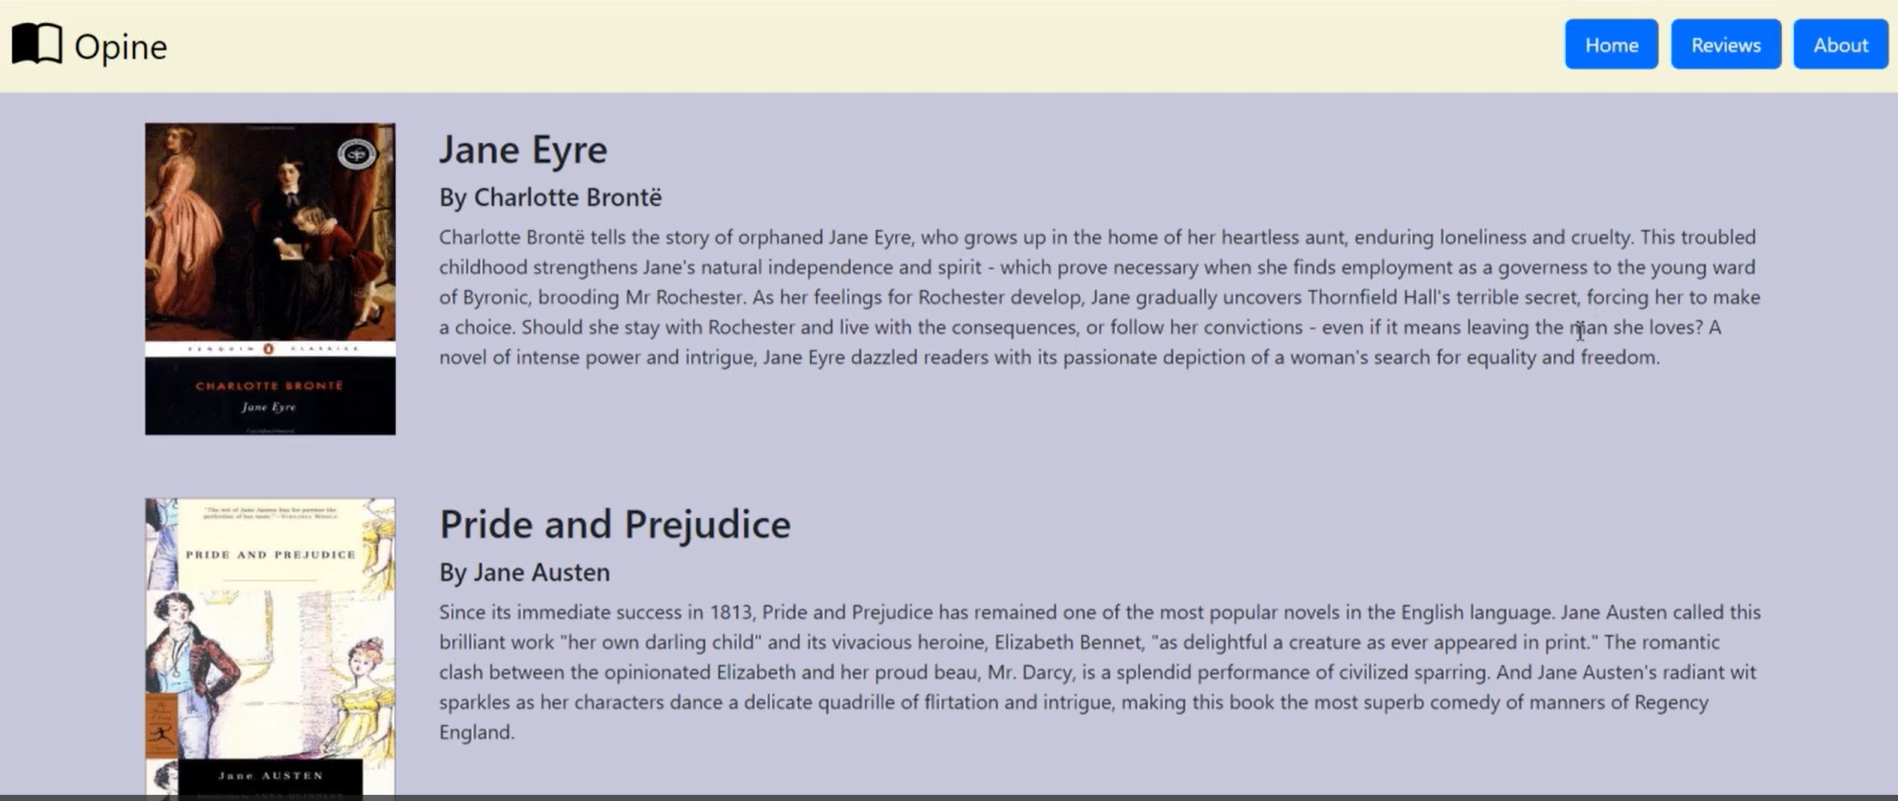 Opine
Home
Reviews
About
PENGUIN CLASSICS
CHARLOTTE BRONTË
Jane Eyre
Jane Eyre
By Charlotte Brontë
Charlotte Brontë tells the story of orphaned Jane Eyre, who grows up in the home of her heartless aunt, enduring loneliness and cruelty. This troubled
childhood strengthens Jane's natural independence and spirit - which prove necessary when she finds employment as a governess to the young ward
of Byronic, brooding Mr Rochester. As her feelings for Rochester develop, Jane gradually uncovers Thornfield Hall's terrible secret, forcing her to make
a choice. Should she stay with Rochester and live with the consequences, or follow her convictions - even if it means leaving the man she loves? A
novel of intense power and intrigue, Jane Eyre dazzled readers with its passionate depiction of a woman's search for equality and freedom.
PRIDE AND PREJUDICE
Jane AUSTEN
Pride and Prejudice
By Jane Austen
Since its immediate success in 1813, Pride and Prejudice has remained one of the most popular novels in the English language. Jane Austen called this
brilliant work "her own darling child" and its vivacious heroine, Elizabeth Bennet, "as delightful a creature as ever appeared in print." The romantic
clash between the opinionated Elizabeth and her proud beau, Mr. Darcy, is a splendid performance of civilized sparring. And Jane Austen's radiant wit
sparkles as her characters dance a delicate quadrille of flirtation and intrigue, making this book the most superb comedy of manners of Regency
England.